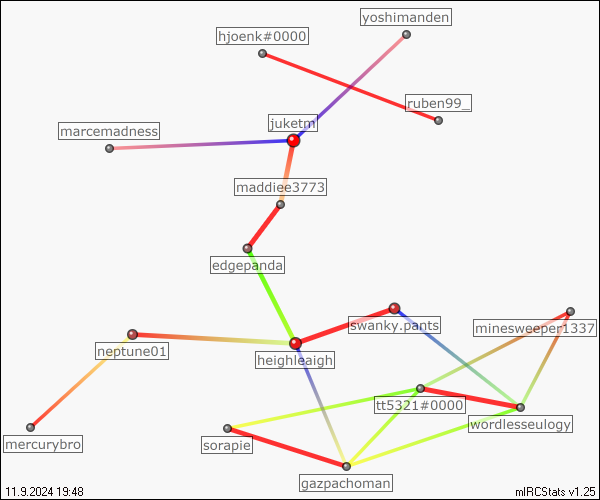 yoshimanden
hjoenk#0000
ruben99_
juketm
marcemadness
maddiee3773
edgepanda
swanky.pants
minesweeper1337
neptune01
heighleaigh
tt5321#0000
wordlesseulogy
mercurybro
sorapie
gazpachoman
11.9.2024 19:48
mIRCStats v1.25